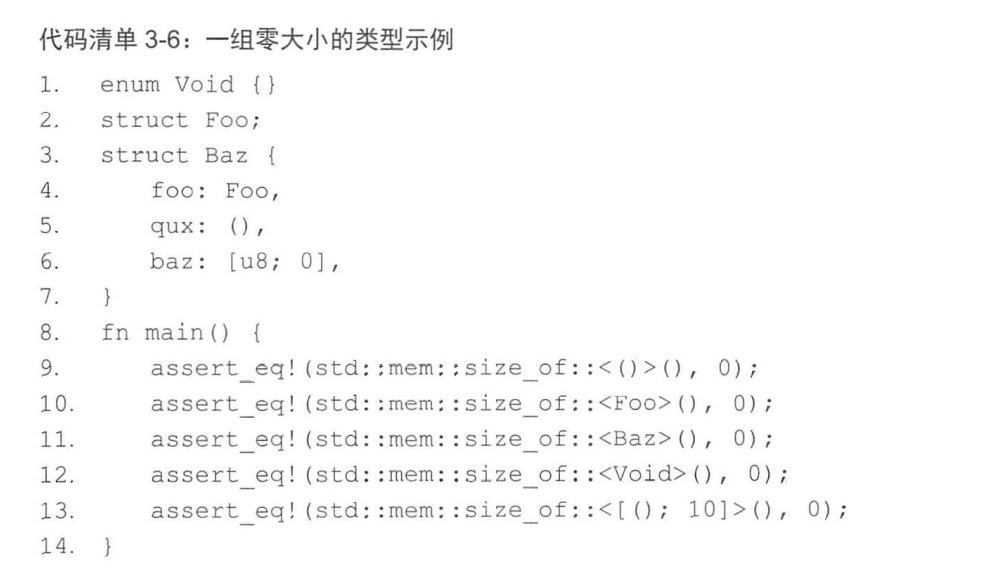 代码清单 3-6：一组零大小的类型示例
1. enum Void {}
2. struct Foo;
3. struct Baz {
4.     foo: Foo,
5.     qux: (),
6.     baz: [u8; 0],
7. }
8. fn main() {
9.     assert_eq!(std::mem::size_of::<()>(), 0);
10.     assert_eq!(std::mem::size_of::<Foo>(), 0);
11.     assert_eq!(std::mem::size_of::<Baz>(), 0);
12.     assert_eq!(std::mem::size_of::<Void>(), 0);
13.     assert_eq!(std::mem::size_of::<[(); 10]>(), 0);
14. }